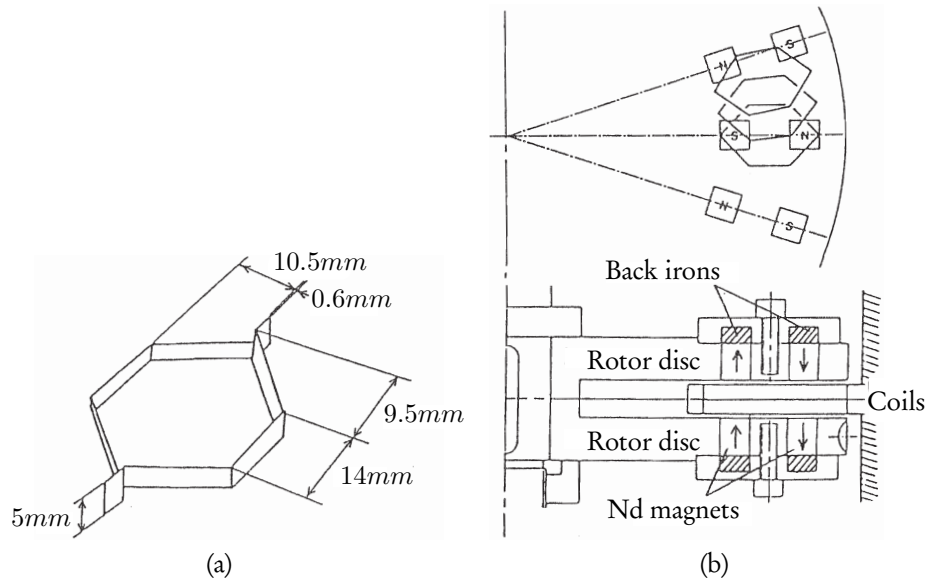 10.5mm
0.6mm
9.5mm
14mm
5mm
(a)
N
S
S
N
N
S
Back irons
Rotor disc
Coils
Rotor disc
Nd magnets
(b)